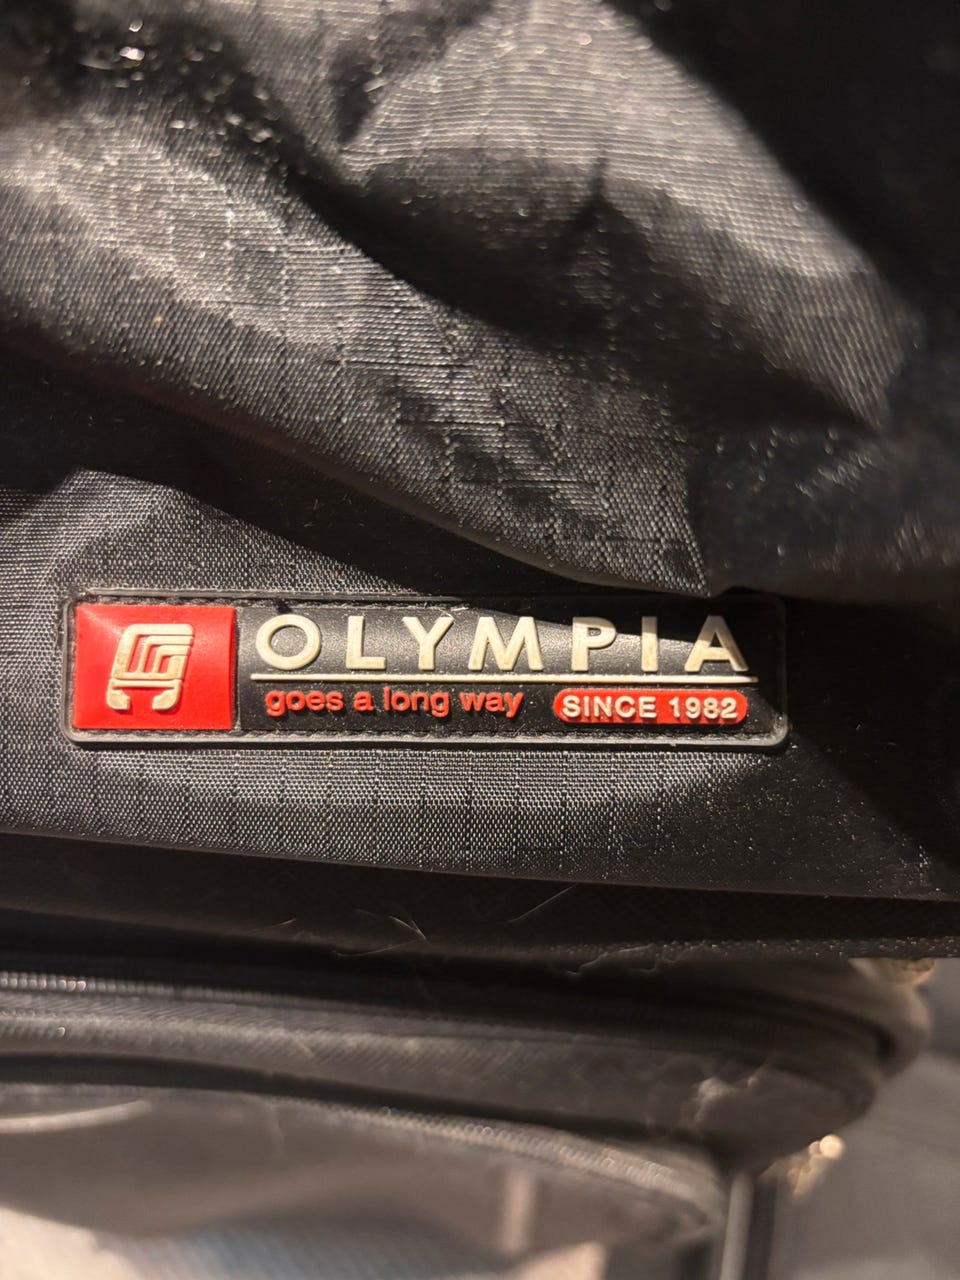 OLYMPIA
goes a long way SINCE 1982